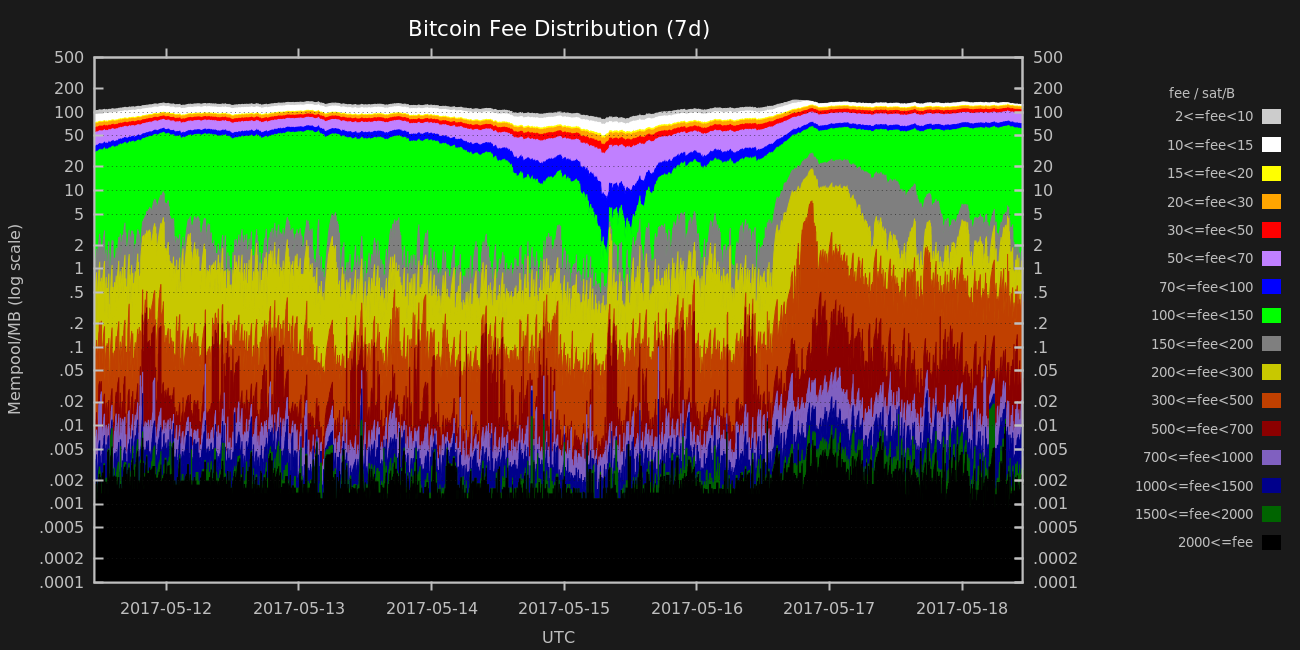 Bitcoin Fee Distribution (7d)
Mempool/MB (log scale)
500
200
100
50
20
10
5
2
1
.5
.2
.1
.05
.02
.01
.005
.002
.001
.0005
.0002
.0001
500
200
100
50
20
10
5
2
1
.5
.2
.1
.05
.02
.01
.005
.002
.001
.0005
.0002
.0001
2017-05-12 2017-05-13 2017-05-14 2017-05-15 2017-05-16 2017-05-17 2017-05-18
UTC
fee / sat/B
2<=fee<10
10<=fee<15
15<=fee<20
20<=fee<30
30<=fee<50
50<=fee<70
70<=fee<100
100<=fee<150
150<=fee<200
200<=fee<300
300<=fee<500
500<=fee<700
700<=fee<1000
1000<=fee<1500
1500<=fee<2000
2000<=fee